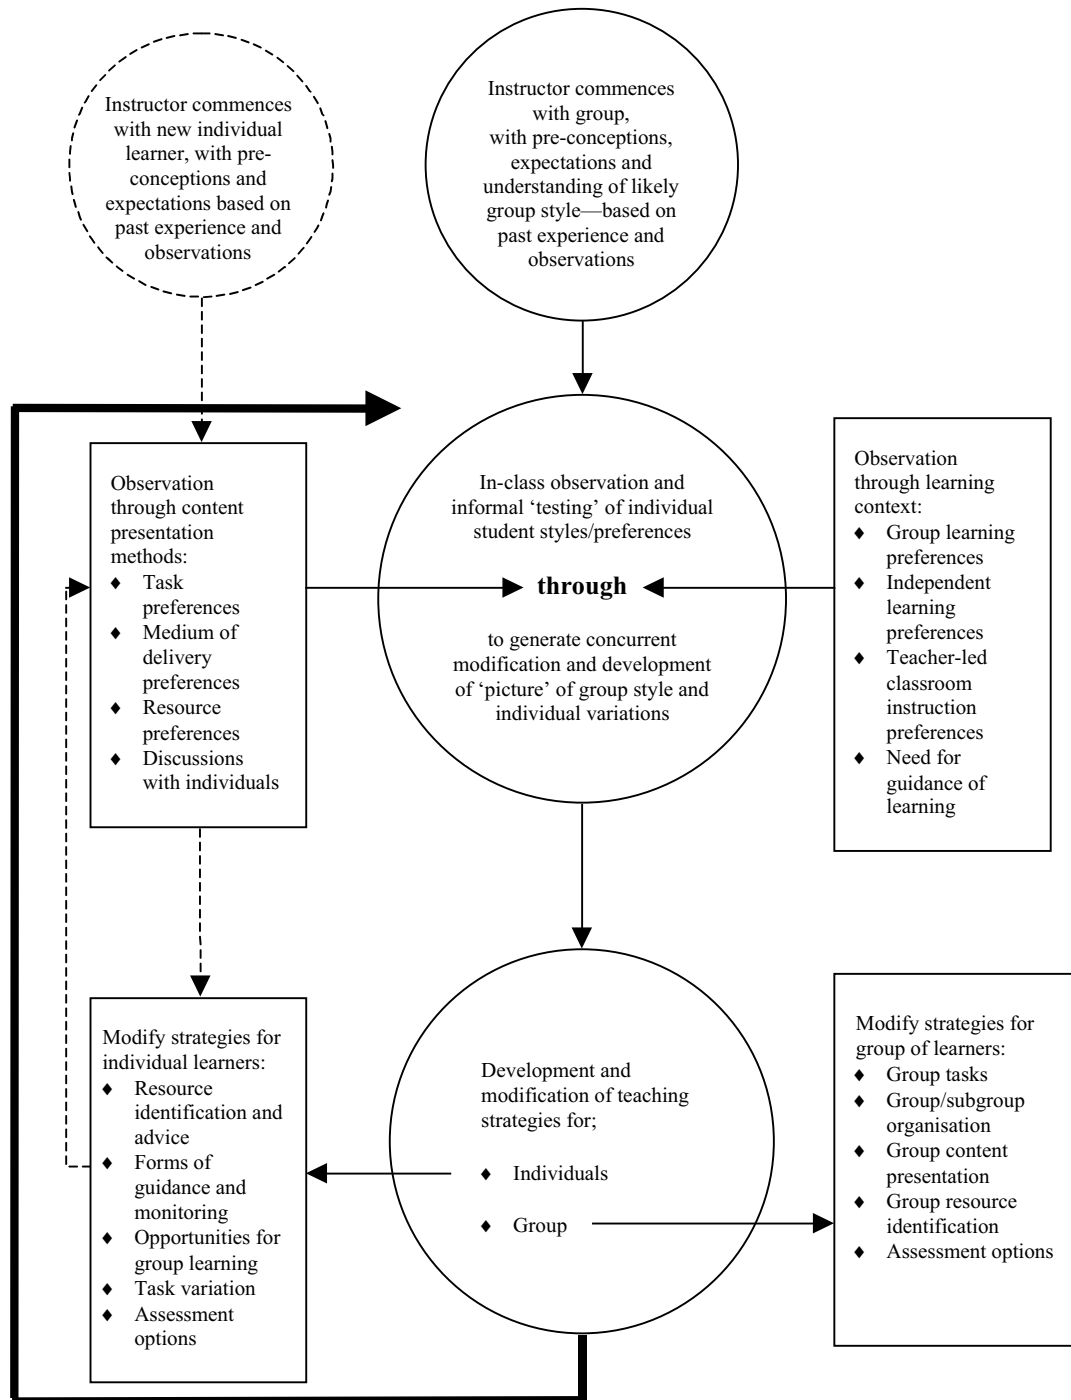 Instructor commences
with new individual
learner, with pre-
conceptions and
expectations based on
past experience and
observations
Instructor commences
with group,
with pre-conceptions,
expectations and
understanding of likely
group style—based on
past experience and
observations
Observation
through content
presentation
methods:
♦ Task
preferences
♦ Medium of
delivery
preferences
♦ Resource
preferences
♦ Discussions
with individuals
In-class observation and
informal ‘testing’ of individual
student styles/preferences
through
to generate concurrent
modification and development
of ‘picture’ of group style and
individual variations
Observation
through learning
context:
♦ Group learning
preferences
♦ Independent
learning
preferences
♦ Teacher-led
classroom
instruction
preferences
♦ Need for
guidance of
learning
Modify strategies for
individual learners:
♦ Resource
identification and
advice
♦ Forms of
guidance and
monitoring
♦ Opportunities for
group learning
♦ Task variation
♦ Assessment
options
Development and
modification of teaching
strategies for;
♦ Individuals
♦ Group
Modify strategies for
group of learners:
♦ Group tasks
♦ Group/subgroup
organisation
♦ Group content
presentation
♦ Group resource
identification
♦ Assessment options